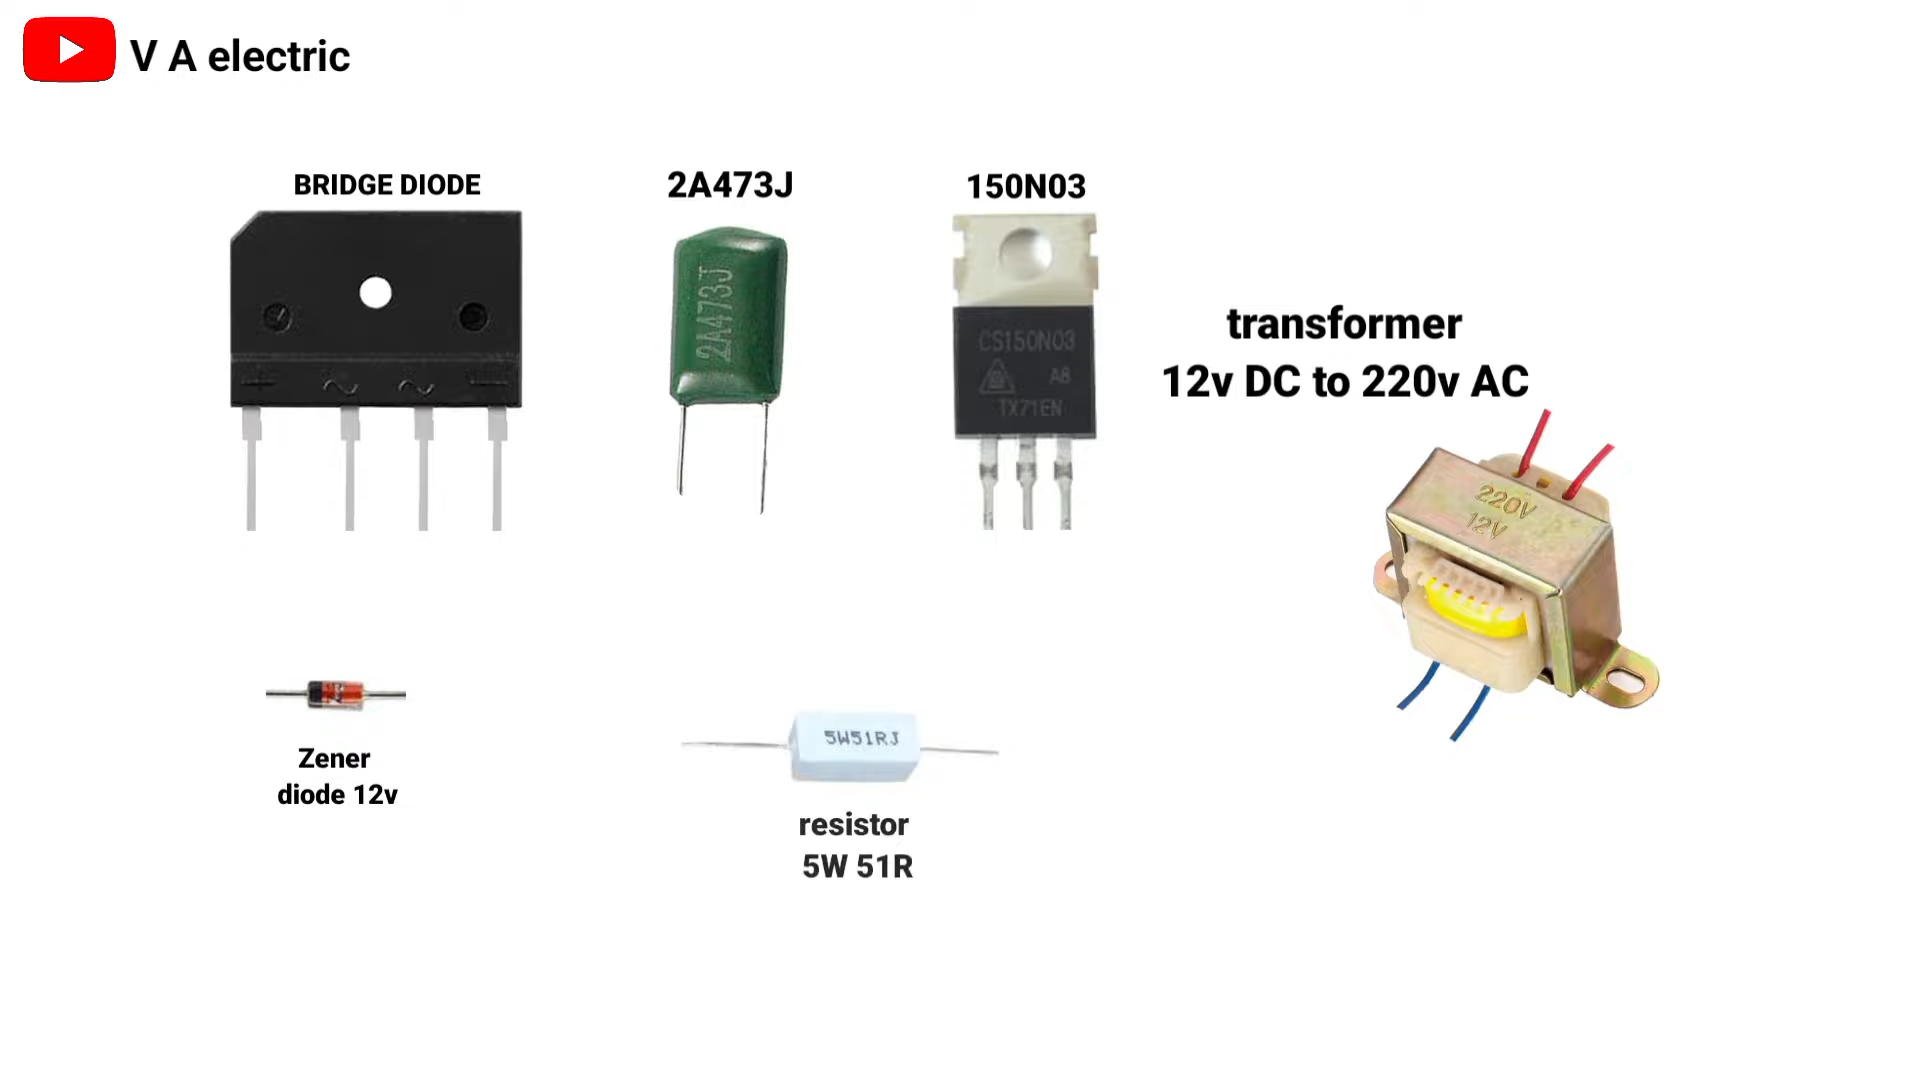 V A electric
BRIDGE DIODE
2A473J
150N03
2A473J
CS150N03
A8
TX71EN
transformer
12v DC to 220v AC
220V
12V
Zener
diode 12v
5W51RJ
resistor
5W 51R